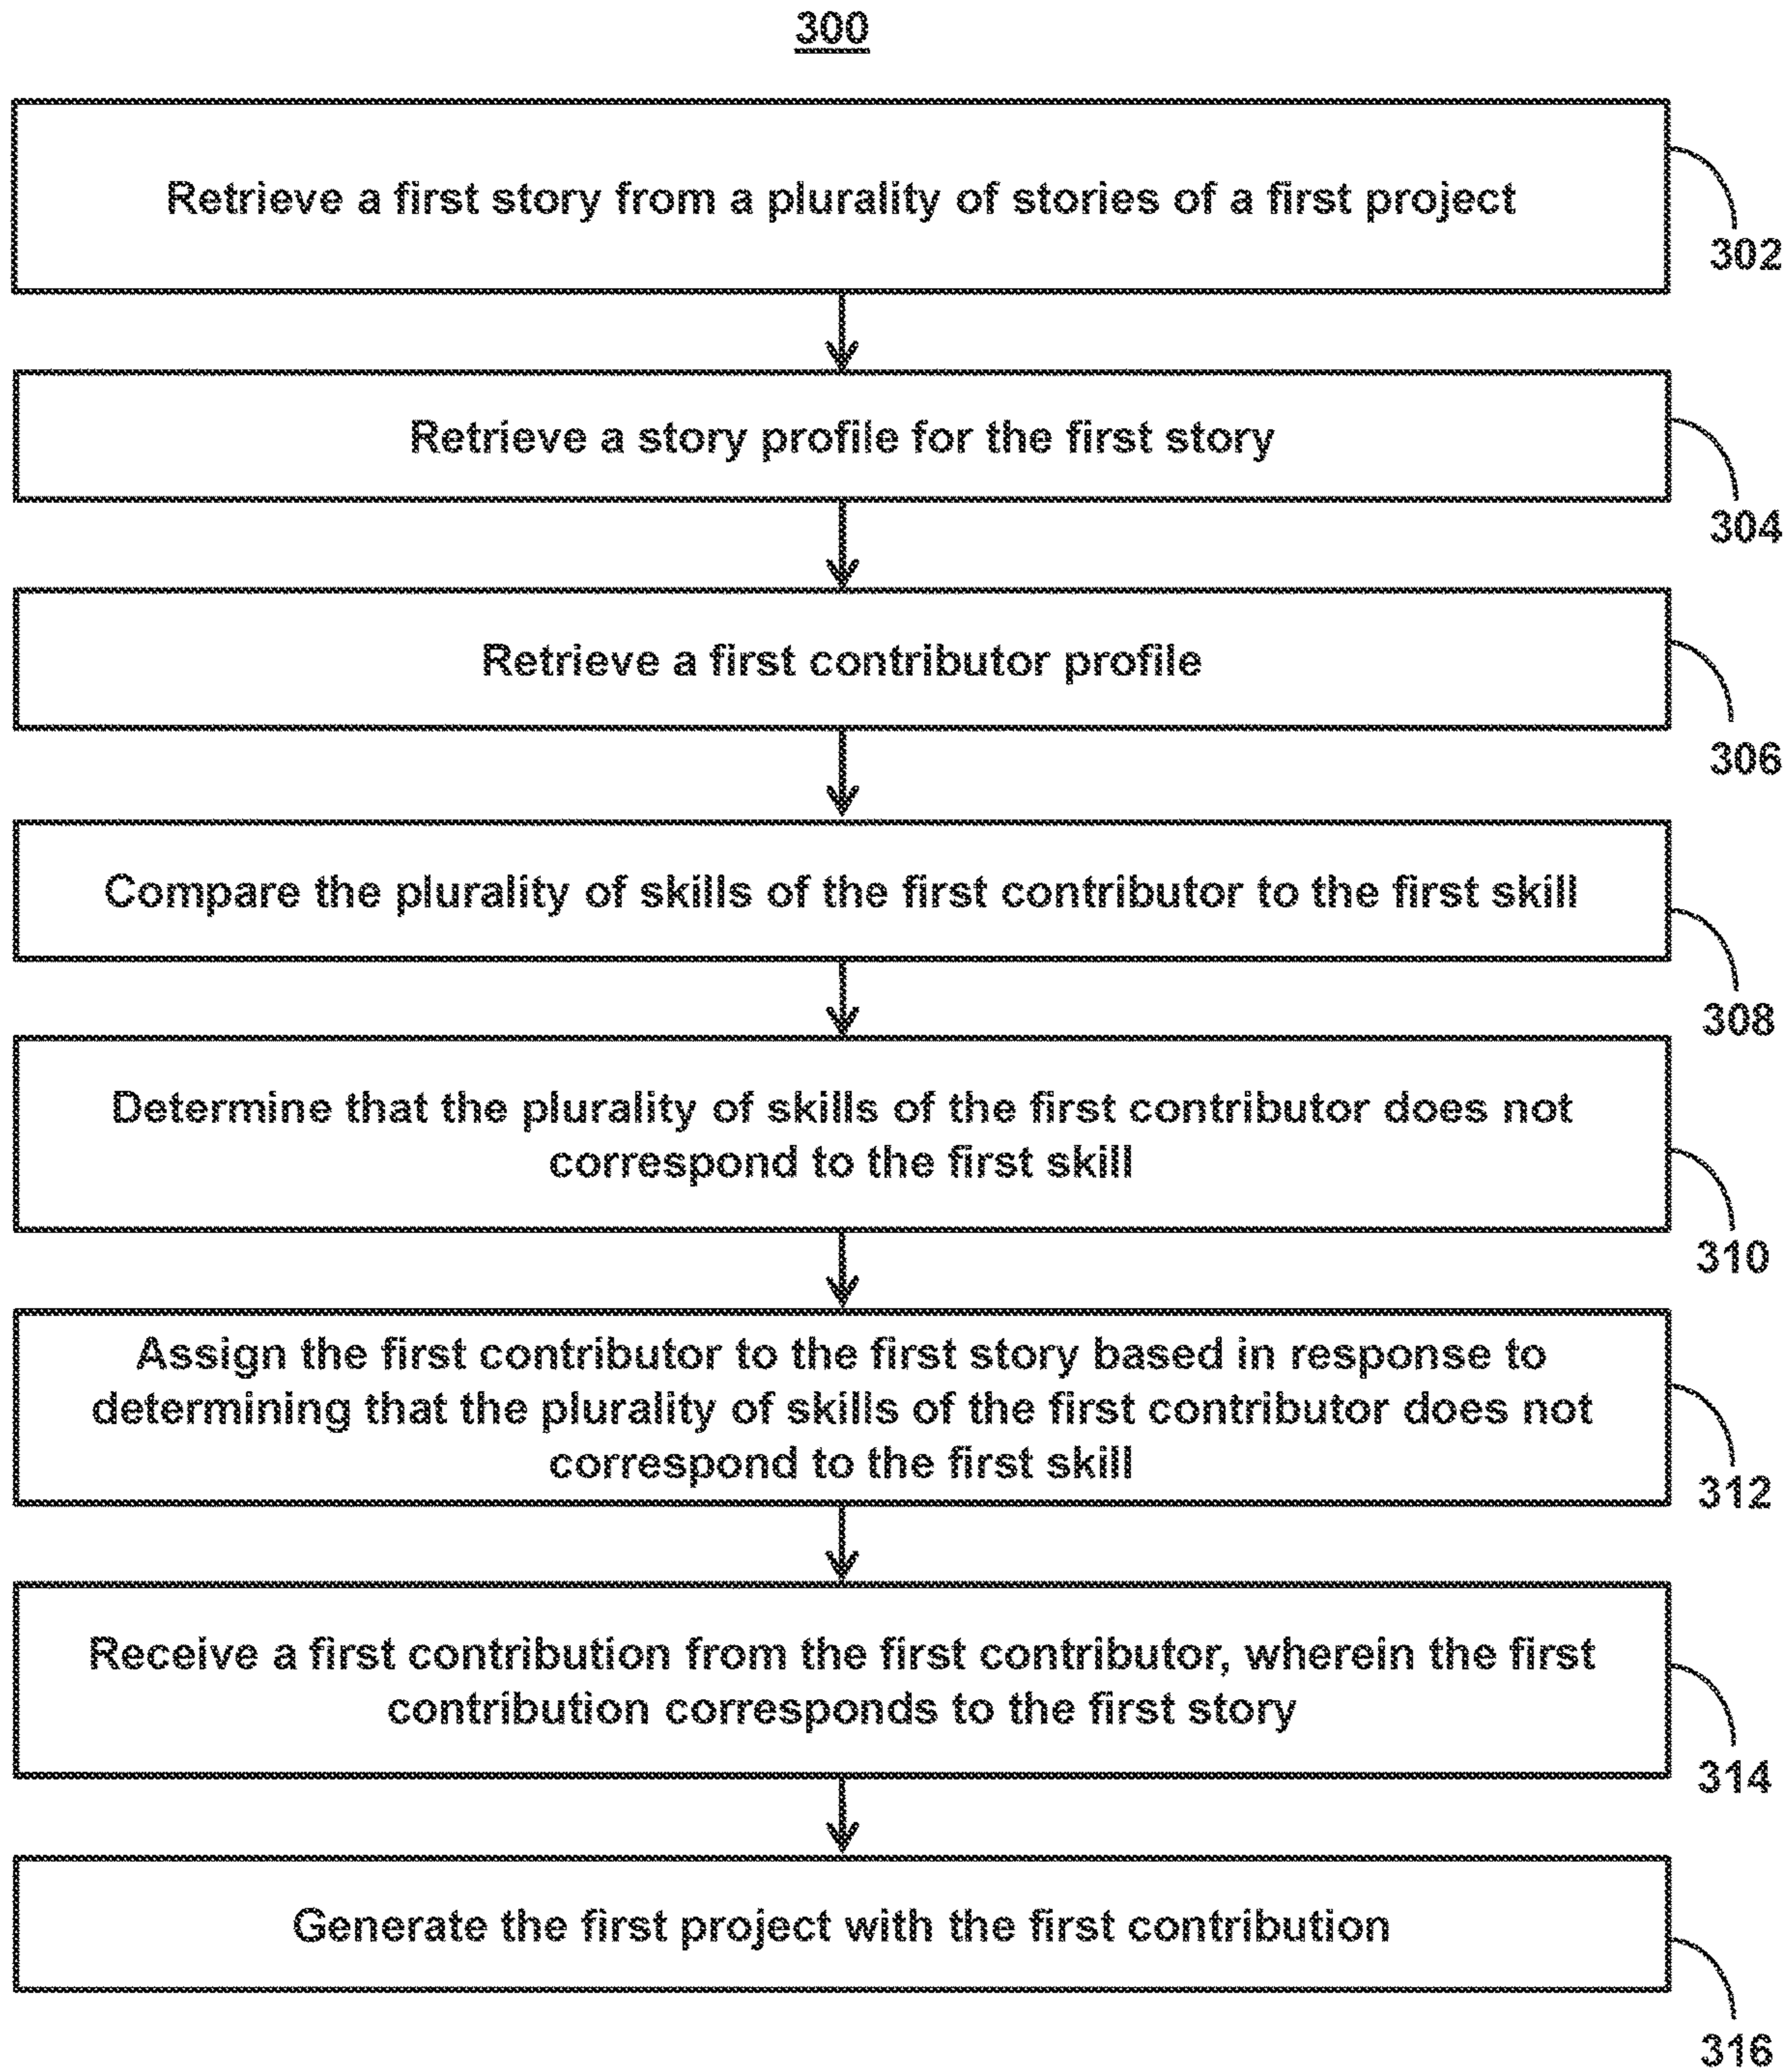 300
Retrieve a first story from a plurality of stories of a first project
302
Retrieve a story profile for the first story
304
Retrieve a first contributor profile
306
Compare the plurality of skills of the first contributor to the first skill
308
Determine that the plurality of skills of the first contributor does not
correspond to the first skill
310
Assign the first contributor to the first story based in response to
determining that the plurality of skills of the first contributor does not
correspond to the first skill
312
Receive a first contribution from the first contributor, wherein the first
contribution corresponds to the first story
314
Generate the first project with the first contribution
316